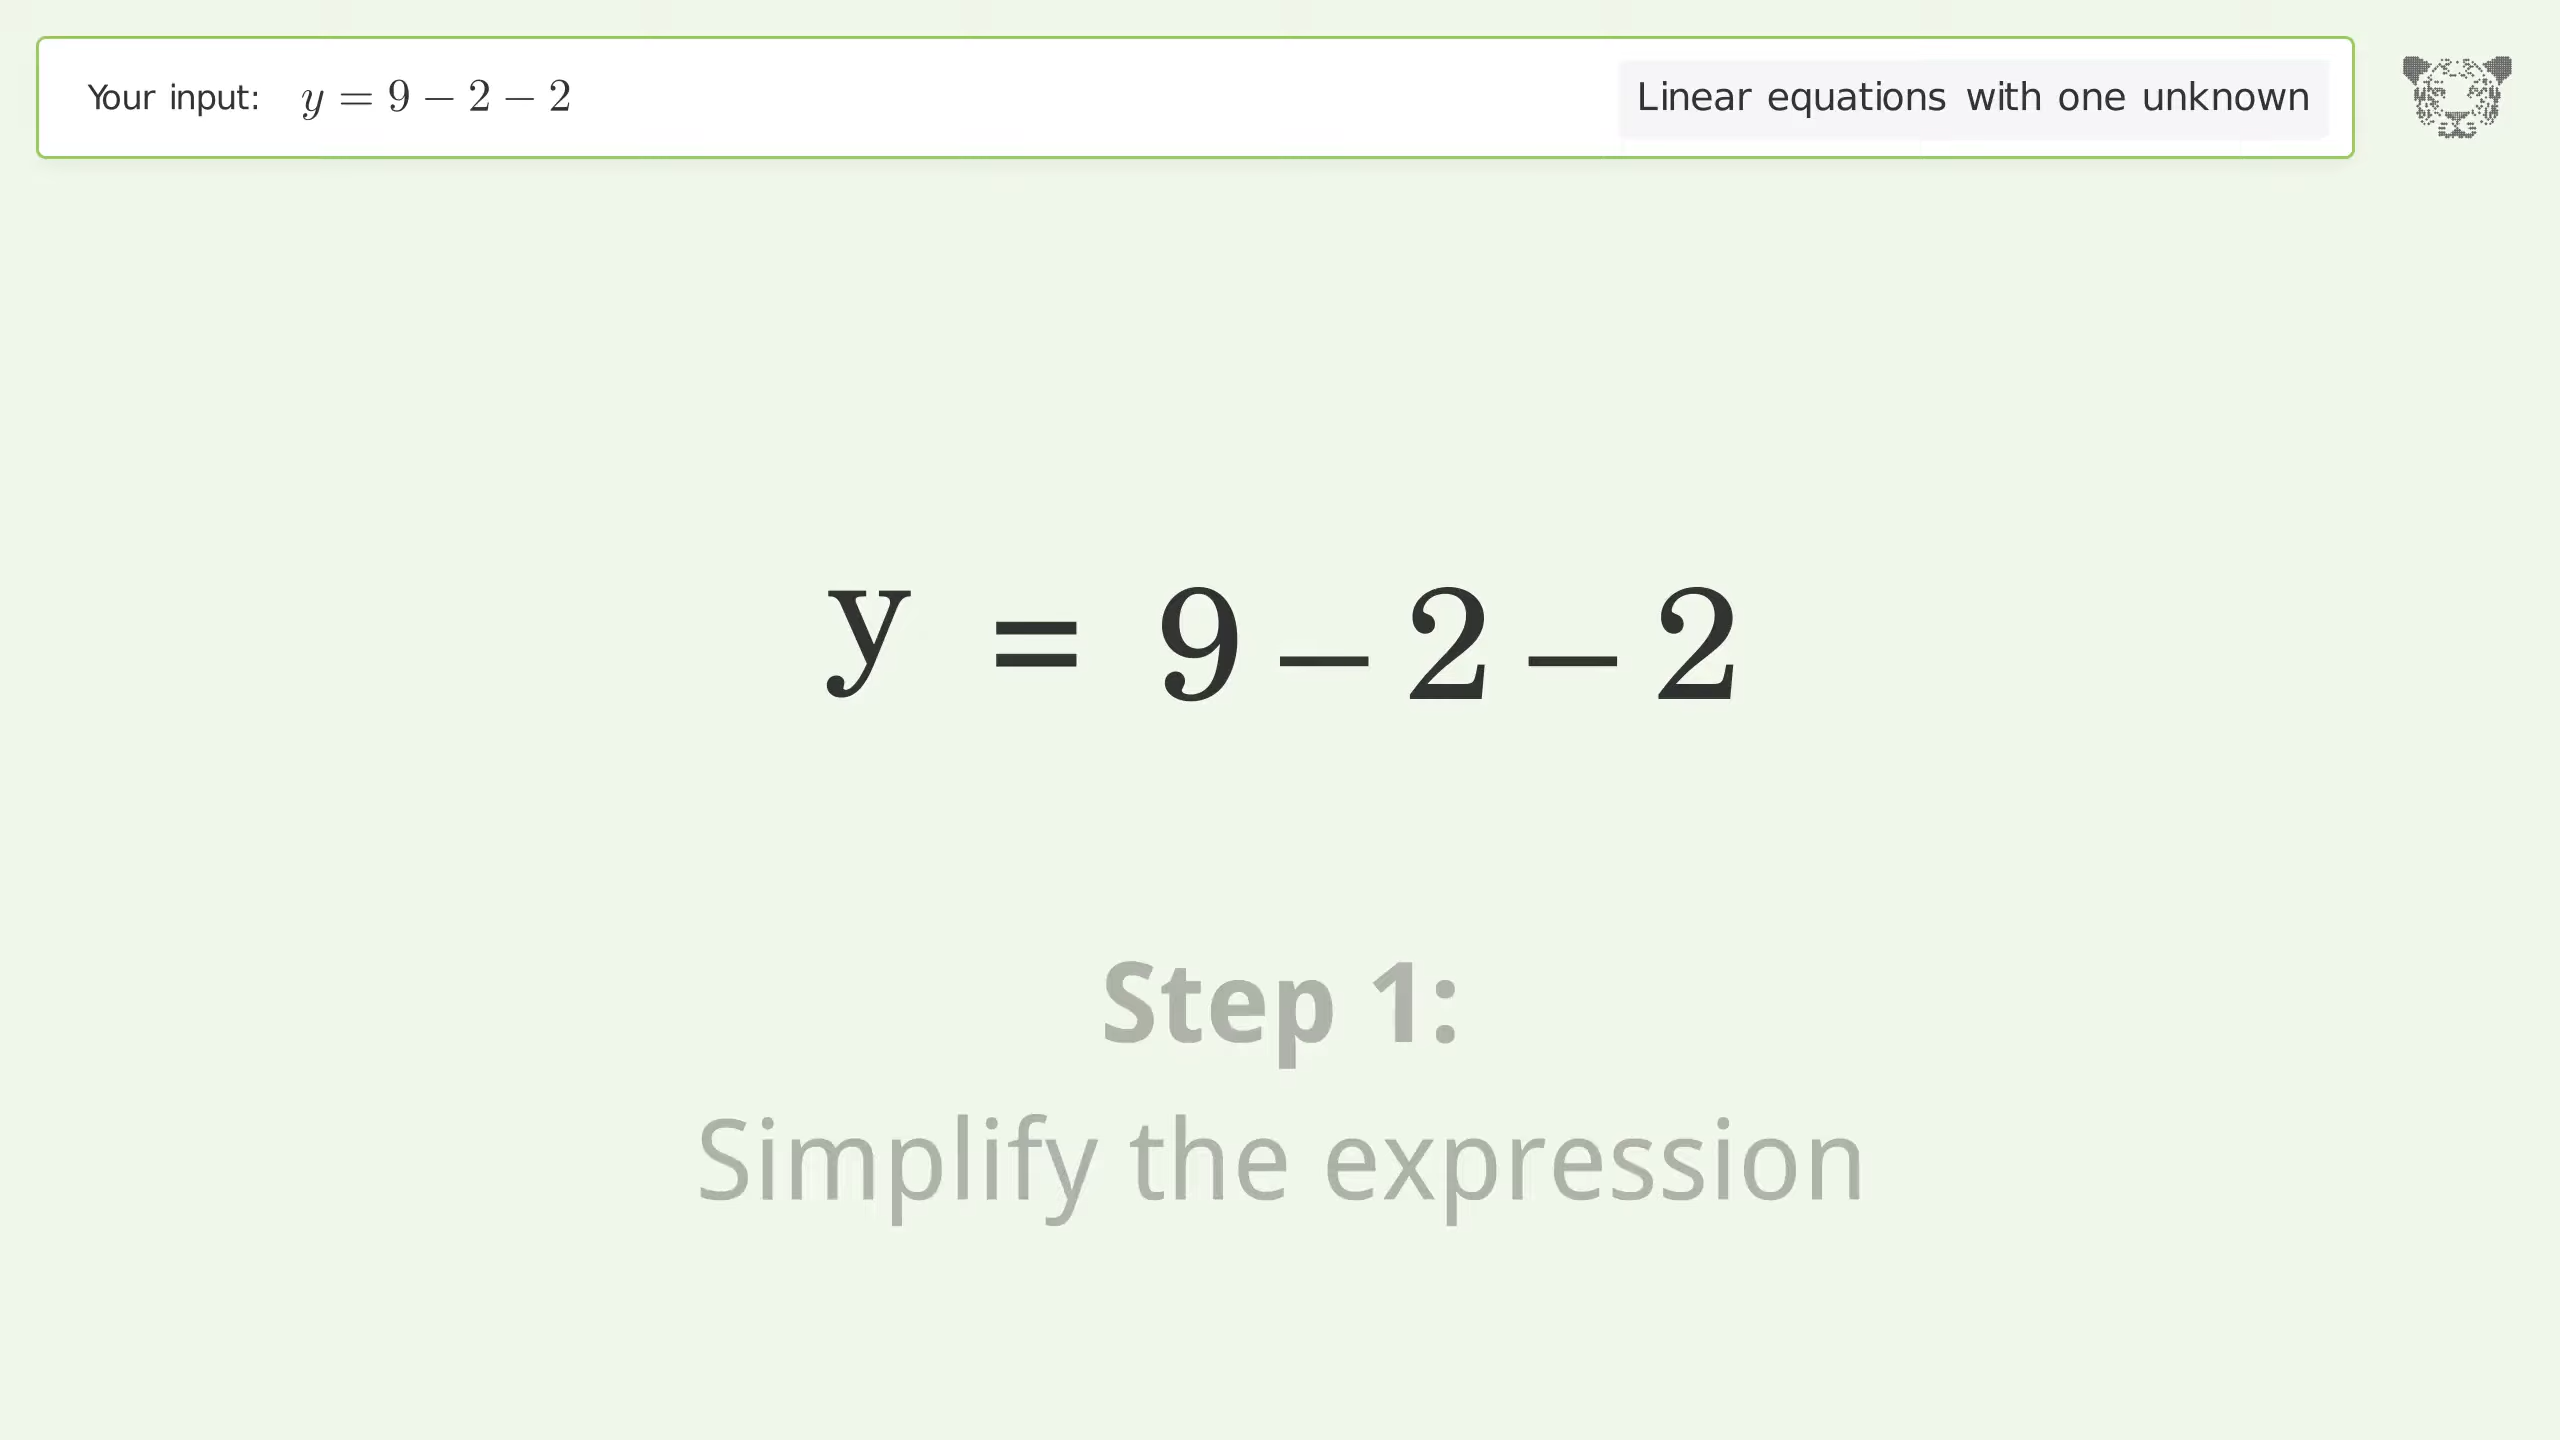 Your input: y = 9 − 2 − 2
Linear equations with one unknown
y = 9 − 2 − 2
Step 1:
Simplify the expression